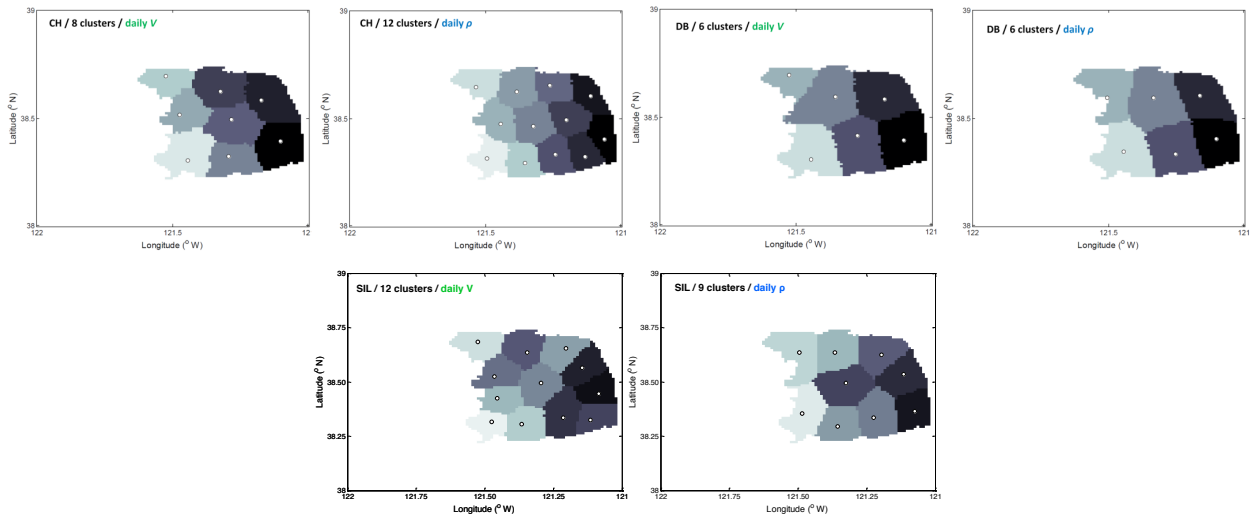 CH / 8 clusters / daily V
39
38.5
38
Latitude (° N)
122
121.5
12
Longitude (° W)
CH / 12 clusters / daily ρ
39
38.5
38
Latitude (° N)
122
121.5
121
Longitude (° W)
DB / 6 clusters / daily V
39
38.5
38
Latitude (° N)
122
121.5
121
Longitude (° W)
DB / 6 clusters / daily ρ
39
38.5
38
Latitude (° N)
122
121.5
121
Longitude (° W)
SIL / 12 clusters / daily V
39
38.75
38.50
38.25
38
Latitude (° N)
122
121.75
121.50
121.25
121
Longitude (° W)
SIL / 9 clusters / daily ρ
39
38.75
38.50
38.25
38
Latitude (° N)
122
121.75
121.50
121.25
121
Longitude (° W)